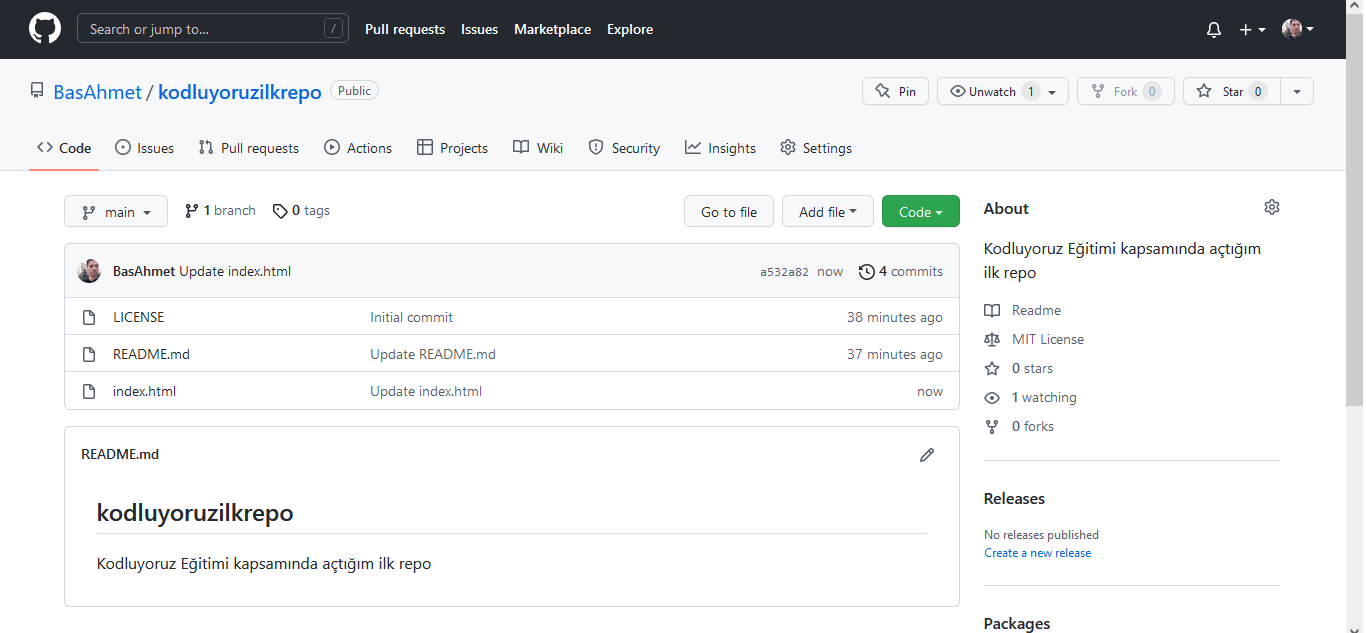 Search or jump to... / Pull requests Issues Marketplace Explore
BasAhmet / kodluyoruzilkrepo Public Pin Unwatch 1 Fork 0 Star 0
Code Issues Pull requests Actions Projects Wiki Security Insights Settings
main 1 branch 0 tags Go to file Add file Code
BasAhmet Update index.html a532a82 now 4 commits
LICENSE Initial commit 38 minutes ago
README.md Update README.md 37 minutes ago
index.html Update index.html now
README.md
kodluyoruzilkrepo
Kodluyoruz Eğitimi kapsamında açtığım ilk repo
About
Kodluyoruz Eğitimi kapsamında açtığım
ilk repo
Readme
MIT License
0 stars
1 watching
0 forks
Releases
No releases published
Create a new release
Packages